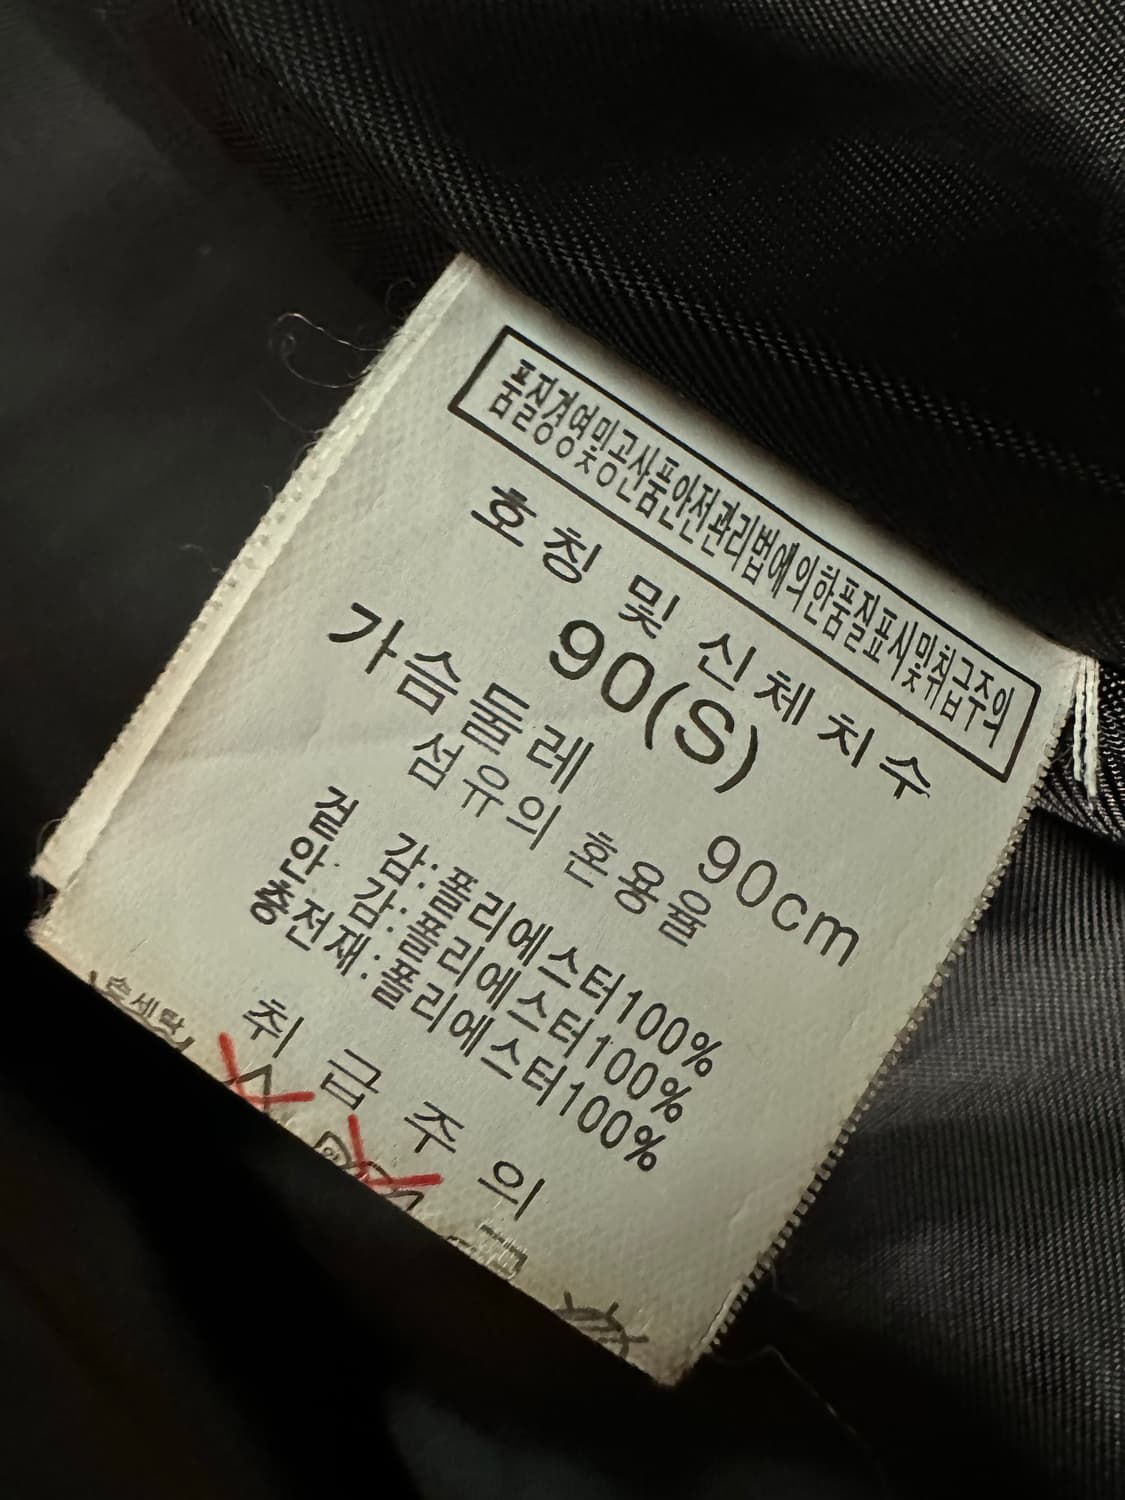 품질경영및공산품안전관리법에의한품질표시및취급주의
호칭 및 신체 치수
90(S)
가슴둘레 90cm
섬유의 혼용율
겉 감:폴리에스터100%
안 감:폴리에스터100%
충전재:폴리에스터100%
취 급 주 의
손세탁